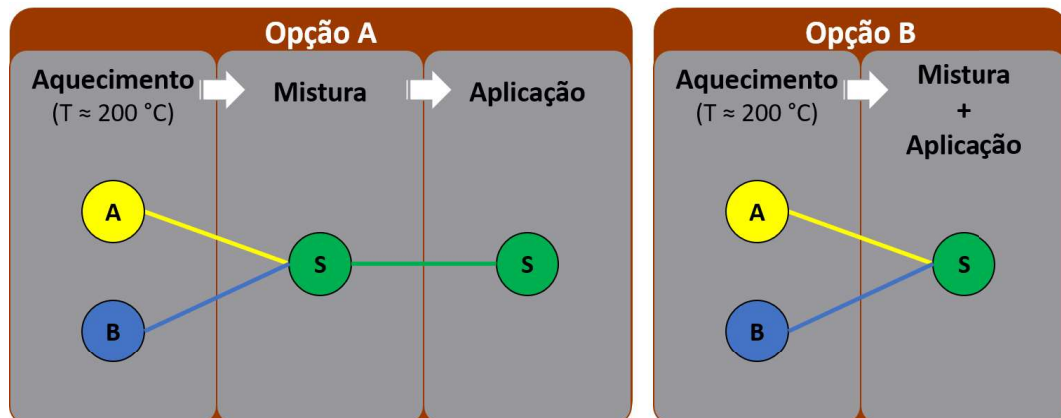 Opção A
Aquecimento
(T ≈ 200 °C)
Mistura
Aplicação
A
B
S
S
Opção B
Aquecimento
(T ≈ 200 °C)
Mistura
+
Aplicação
A
B
S